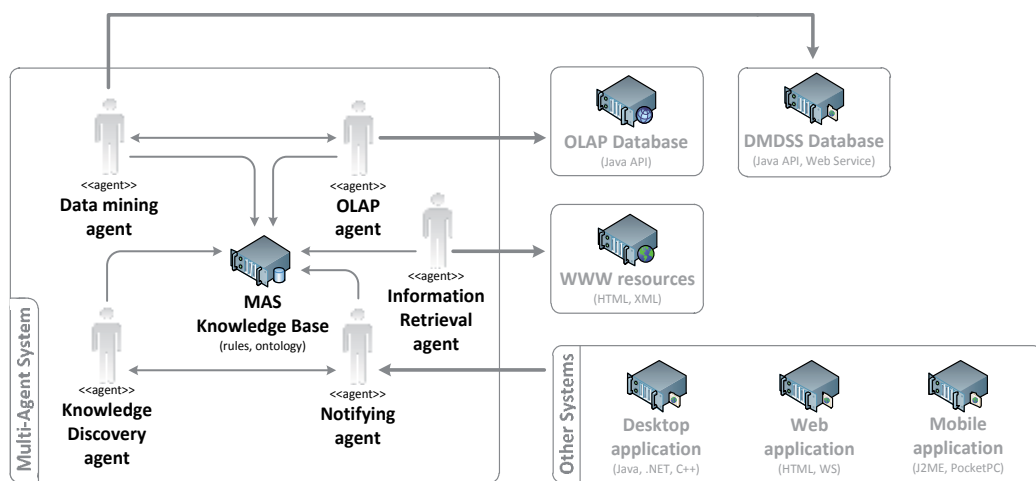 <<agent>>
Data mining
agent
<<agent>>
OLAP
agent
OLAP Database
(Java API)
DMDSS Database
(Java API, Web Service)
<<agent>>
Information
Retrieval
agent
WWW resources
(HTML, XML)
MAS
Knowledge Base
(rules, ontology)
<<agent>>
Knowledge
Discovery
agent
<<agent>>
Notifying
agent
Multi-Agent System
Other Systems
Desktop
application
(Java, .NET, C++)
Web
application
(HTML, WS)
Mobile
application
(J2ME, PocketPC)